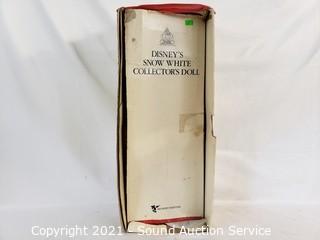 DISNEY'S
SNOW WHITE
COLLECTOR'S DOLL
Copyright 2021 - Sound Auction Service